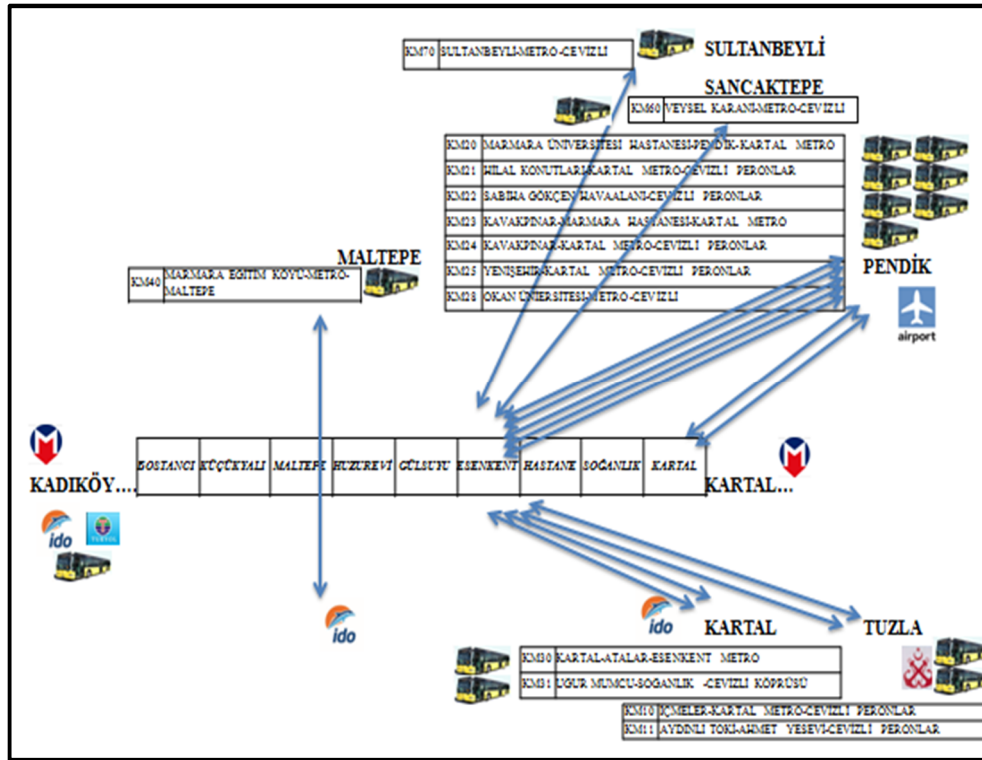 KM70 SULTANBEYLİ-METRO-CEVİZLİ
SULTANBEYLİ
SANCAKTEPE
KM60 VEYSEL KARANI-METRO-CEVİZLİ
KM20 MARMARA ÜNİVERSİTESİ HASTANESİ-PENDİK-KARTAL METRO
KM21 HİLAL KONUTLARI-KARTAL METRO-CEVİZLİ PERONLAR
KM22 SABİHA GÖKÇEN HAVAALANI-CEVİZLİ PERONLAR
KM23 KAVAKPINAR-MARMARA HASTANESİ-KARTAL METRO
KM24 KAVAKPINAR-KARTAL METRO-CEVİZLİ PERONLAR
KM25 YENİŞEHİR-KARTAL METRO-CEVİZLİ PERONLAR
KM28 OKAN ÜNİERSİTESİ-METRO-CEVİZLİ
PENDİK
airport
MALTEPE
KM40 MARMARA EĞİTİM KÖYÜ-METRO-
MALTEPE
M
KADIKÖY....
BOSTANCI KÜÇÜKYALI MALTEPE HUZUREVİ GÜLSUYU ESENKENT HASTANE SOĞANLIK KARTAL
KARTAL...
M
ido
ido
ido
KARTAL
TUZLA
KM30 KARTAL-ATALAR-ESENKENT METRO
KM31 UĞUR MUMCU-SOĞANLIK -CEVİZLİ KÖPRÜSÜ
KM10 İÇMELER-KARTAL METRO-CEVİZLİ PERONLAR
KM11 AYDINLI TOKİ-AHMET YESEVİ-CEVİZLİ PERONLAR